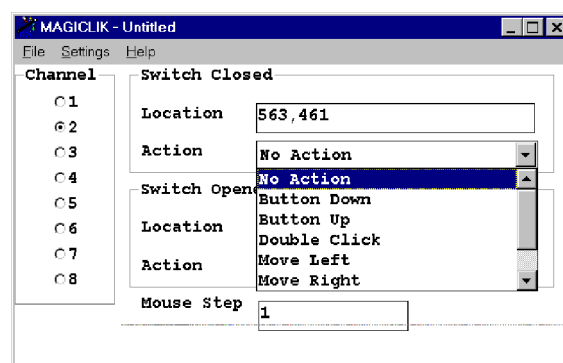 MAGICLIK - Untitled
File Settings Help
Channel
1
2
3
4
5
6
7
8
Switch Closed
Location 563,461
Action No Action
No Action
Button Down
Button Up
Double Click
Move Left
Move Right
Switch Opene
Location
Action
Mouse Step 1